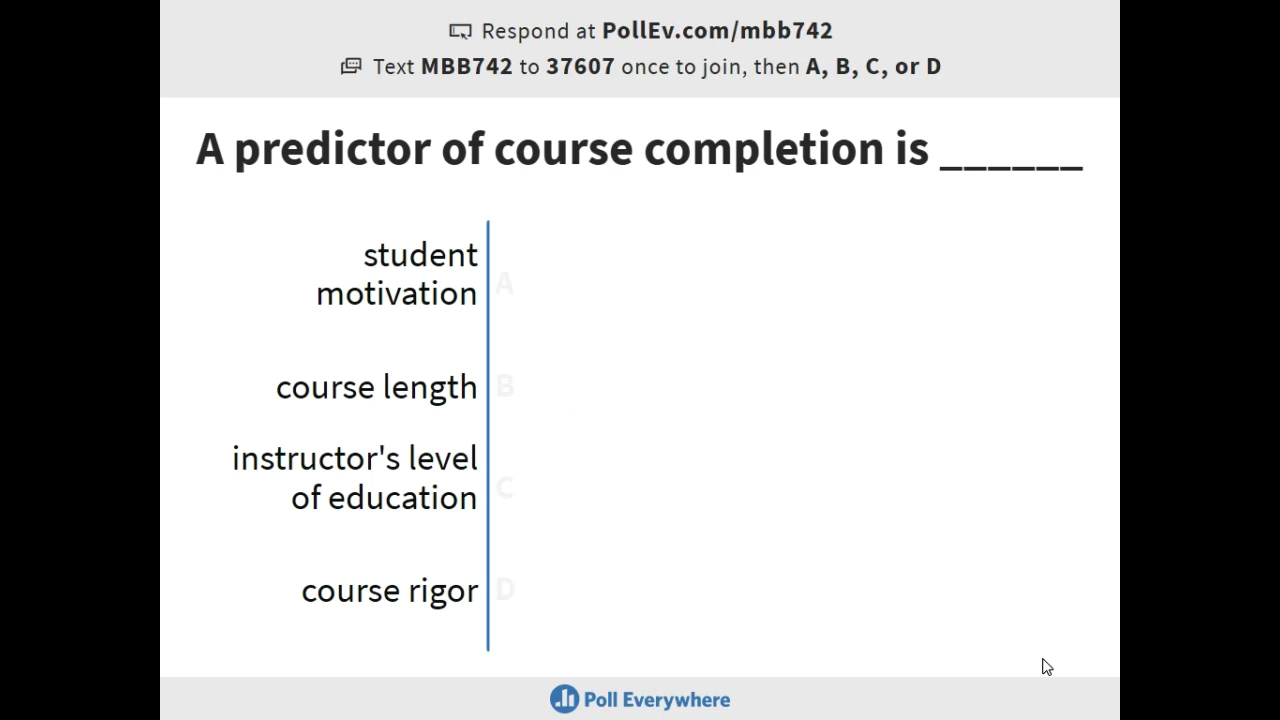 Respond at PollEv.com/mbb742
Text MBB742 to 37607 once to join, then A, B, C, or D
A predictor of course completion is ______
student
motivation
A
course length
B
instructor's level
of education
C
course rigor
D
Poll Everywhere